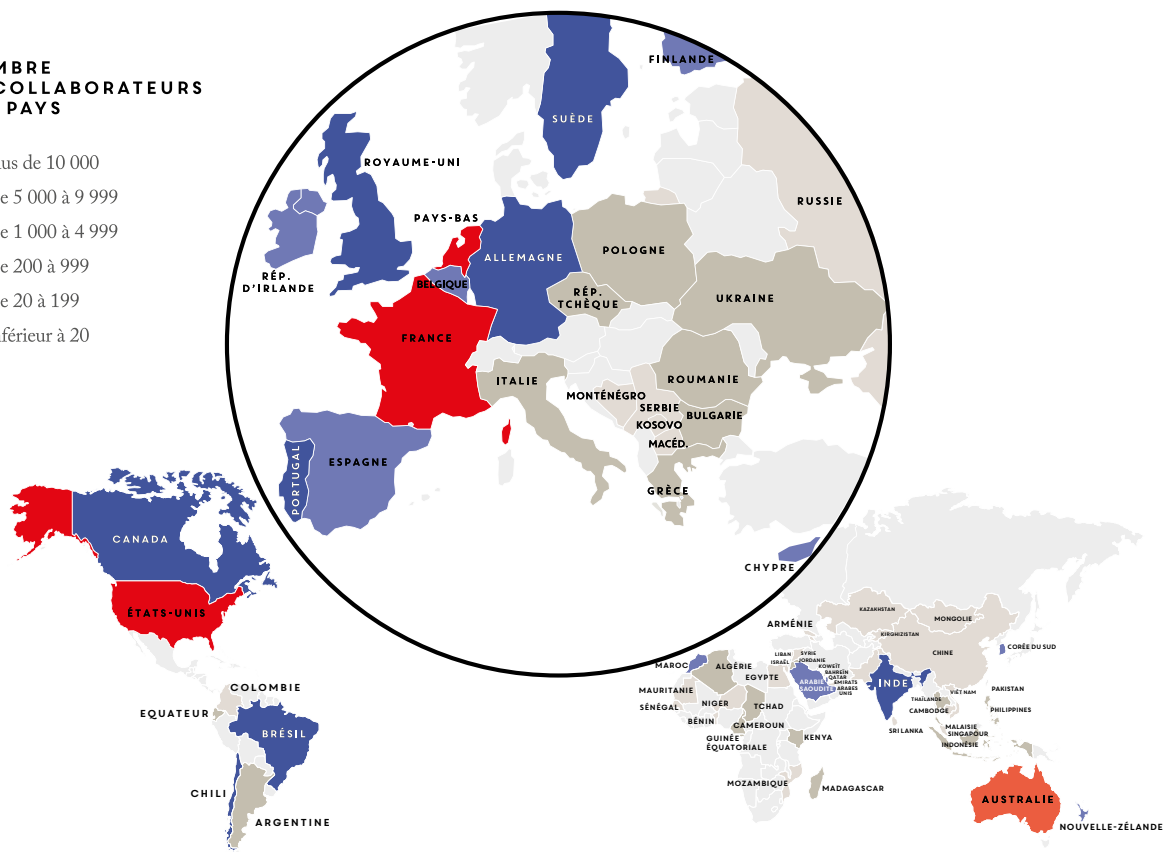 MBRE
COLLABORATEURS
PAYS
lus de 10 000
e 5 000 à 9 999
e 1 000 à 4 999
e 200 à 999
e 20 à 199
férieur à 20
FINLANDE
SUÈDE
ROYAUME-UNI
RUSSIE
PAYS-BAS
POLOGNE
ALLEMAGNE
RÉP.
D'IRLANDE
BELGIQUE
RÉP.
TCHÈQUE
UKRAINE
FRANCE
ITALIE
ROUMANIE
MONTÉNÉGRO
SERBIE
BULGARIE
KOSOVO
MACÉD.
ESPAGNE
PORTUGAL
GRÈCE
CHYPRE
CANADA
ÉTATS-UNIS
COLOMBIE
EQUATEUR
BRÉSIL
CHILI
ARGENTINE
KAZAKHSTAN
MONGOLIE
ARMÉNIE
KIRGHIZISTAN
CORÉE DU SUD
CHINE
LIBAN
SYRIE
ISRAËL
JORDANIE
MAROC
ALGÉRIE
KOWEÏT
BAHREÏN
EGYPTE
QATAR
EMIRATS
ARABES
UNIS
ARABIE
SAOUDITE
INDE
MAURITANIE
VIÊT NAM
PAKISTAN
NIGER
THAÏLANDE
SÉNÉGAL
TCHAD
CAMBODGE
PHILIPPINES
BÉNIN
CAMEROUN
SRI LANKA
MALAISIE
SINGAPOUR
GUINÉE
ÉQUATORIALE
KENYA
INDONÉSIE
MOZAMBIQUE
MADAGASCAR
AUSTRALIE
NOUVELLE-ZÉLANDE